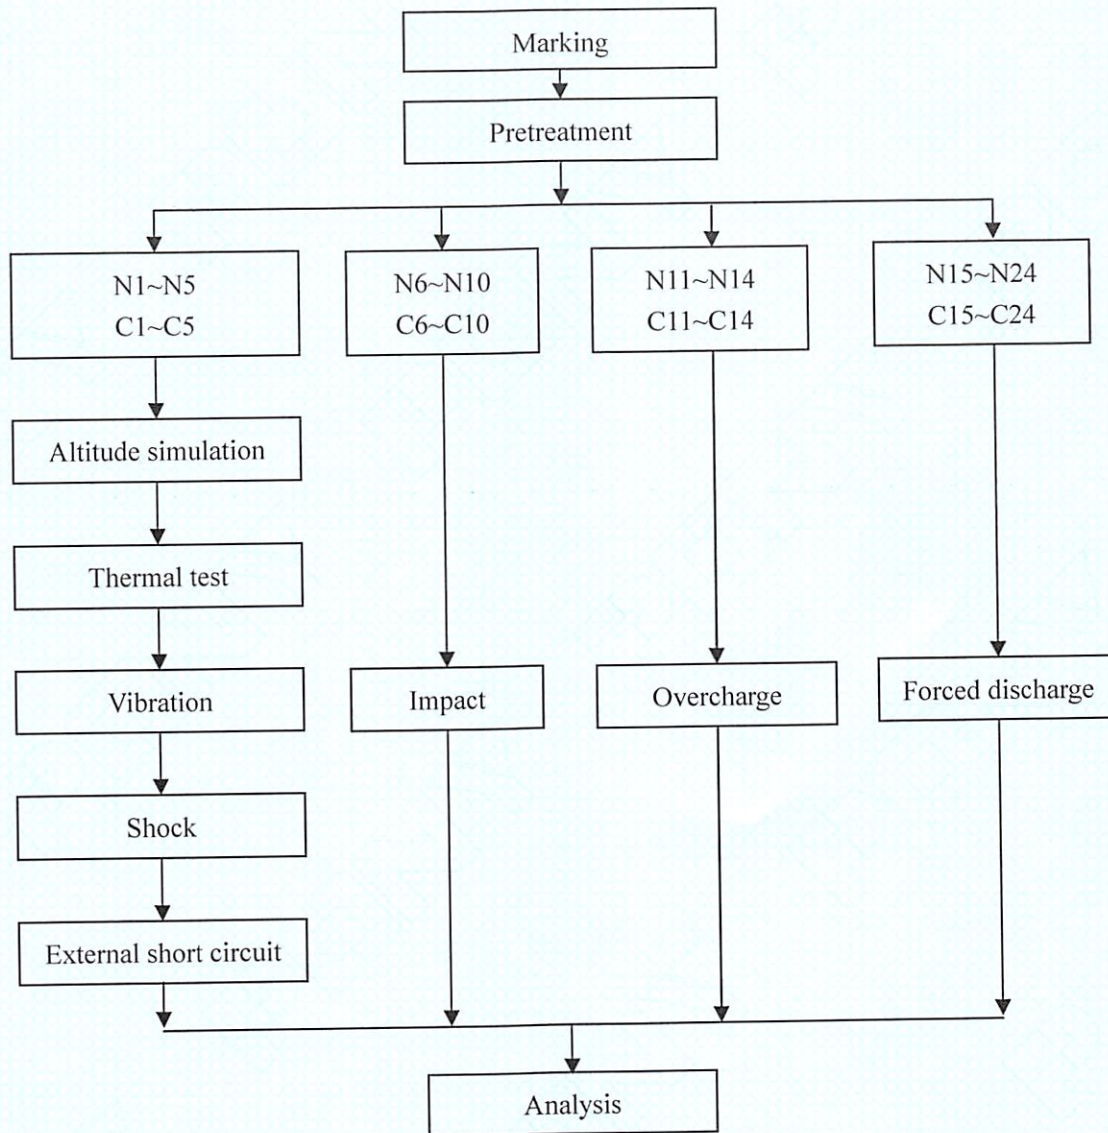 Marking
Pretreatment
N1~N5
C1~C5
N6~N10
C6~C10
N11~N14
C11~C14
N15~N24
C15~C24
Altitude simulation
Thermal test
Vibration
Impact
Overcharge
Forced discharge
Shock
External short circuit
Analysis